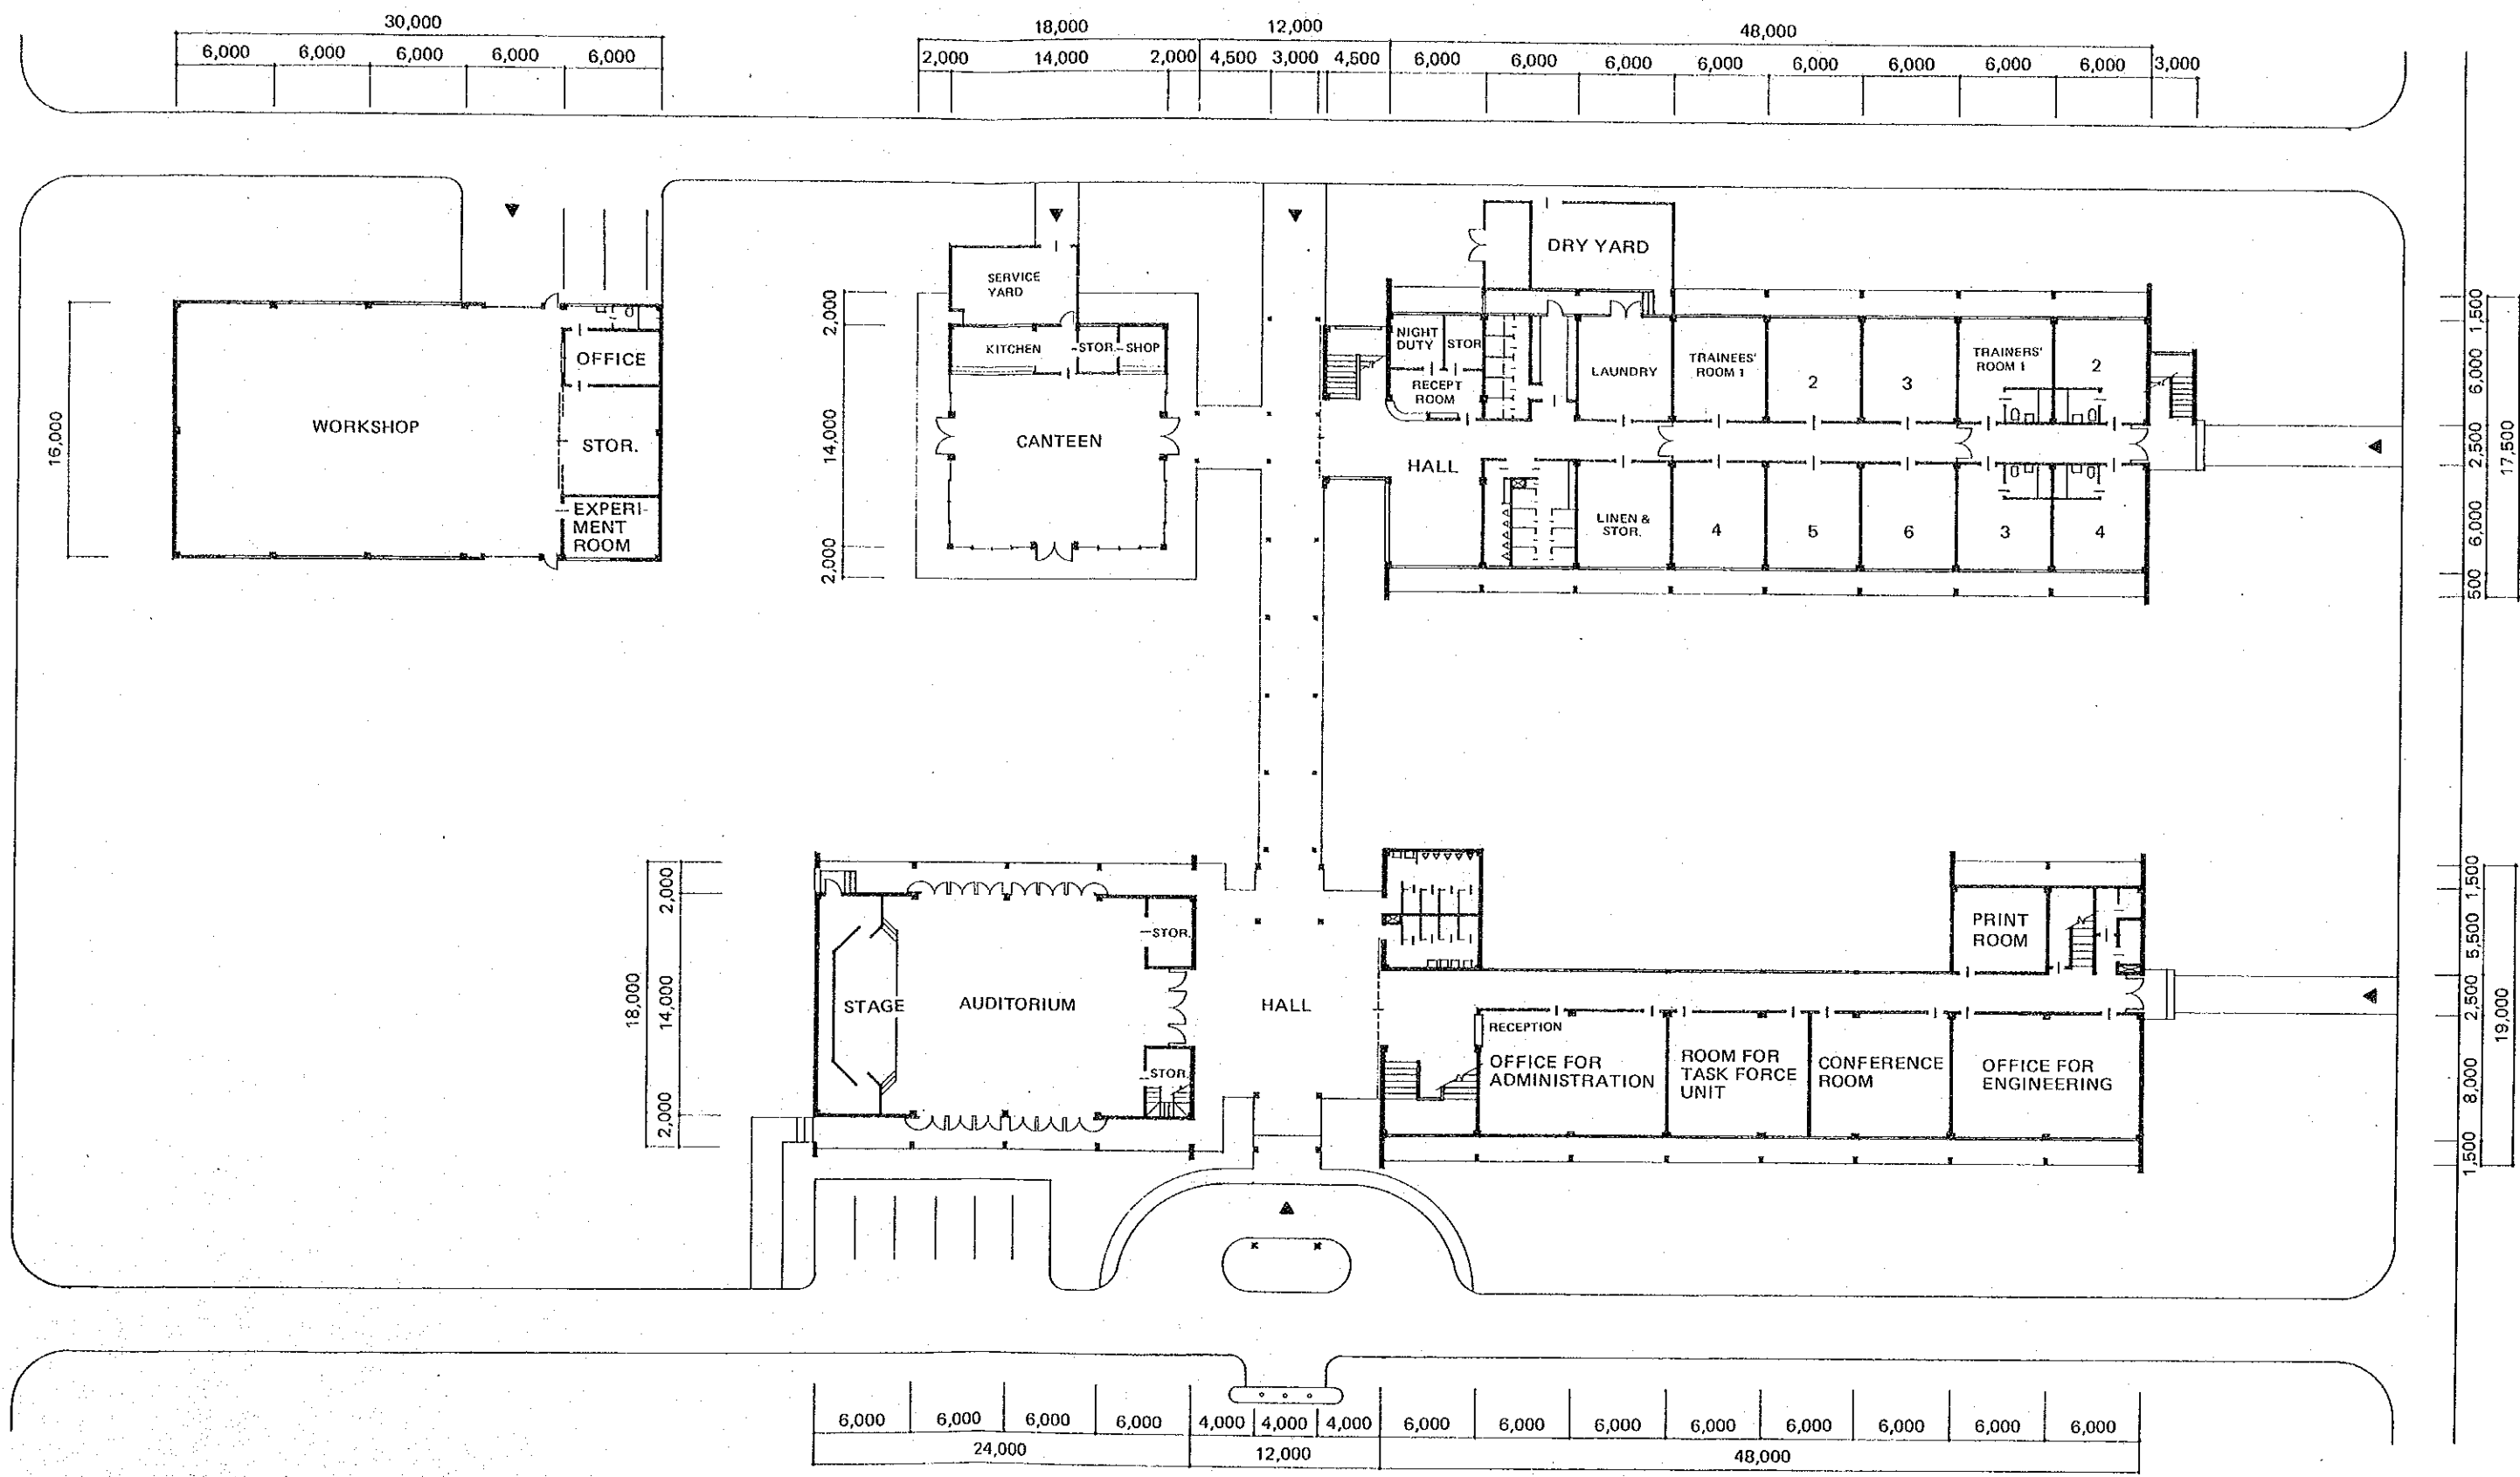 30,000
18,000
12,000
48,000
6,000
6,000
6,000
6,000
6,000
2,000
14,000
2,000
4,500
3,000
4,500
6,000
6,000
6,000
6,000
6,000
6,000
6,000
6,000
3,000
16,000
WORKSHOP
OFFICE
STOR.
EXPERI-
MENT
ROOM
2,000
14,000
2,000
SERVICE
YARD
KITCHEN
STOR.
SHOP
CANTEEN
DRY YARD
NIGHT
DUTY
STOR
RECEPT
ROOM
HALL
LAUNDRY
TRAINEES'
ROOM 1
2
3
TRAINERS'
ROOM 1
2
LINEN &
STOR.
4
5
6
3
4
1,500
6,000
2,500
6,000
500
17,500
18,000
2,000
14,000
2,000
STAGE
AUDITORIUM
STOR.
STOR.
HALL
PRINT
ROOM
RECEPTION
OFFICE FOR
ADMINISTRATION
ROOM FOR
TASK FORCE
UNIT
CONFERENCE
ROOM
OFFICE FOR
ENGINEERING
1,500
5,500
2,500
8,000
1,500
19,000
6,000
6,000
6,000
6,000
4,000
4,000
4,000
6,000
6,000
6,000
6,000
6,000
6,000
6,000
6,000
24,000
12,000
48,000